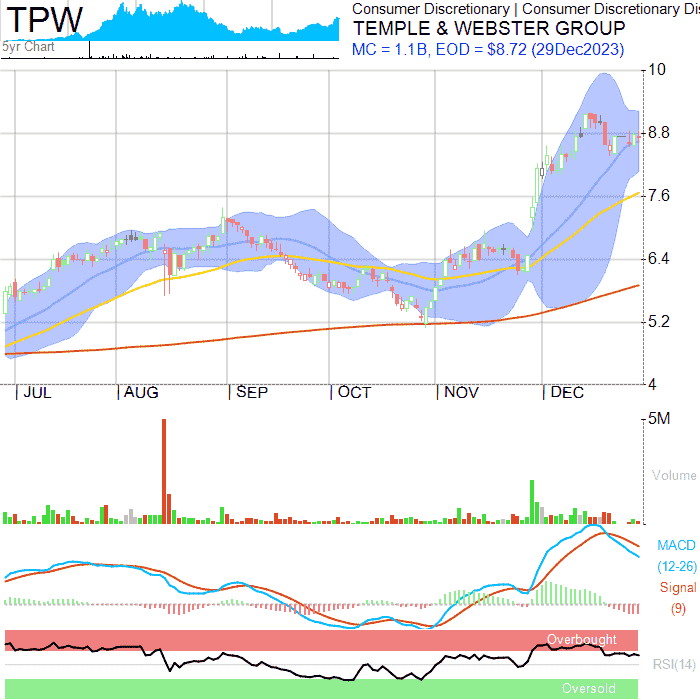 TPW
5yr Chart
Consumer Discretionary | Consumer Discretionary Dis
TEMPLE & WEBSTER GROUP
MC = 1.1B, EOD = $8.72 (29Dec2023)
10
8.8
7.6
6.4
5.2
4
JUL AUG SEP OCT NOV DEC
5M
Volume
MACD
(12-26)
Signal
(9)
Overbought
RSI(14)
Oversold